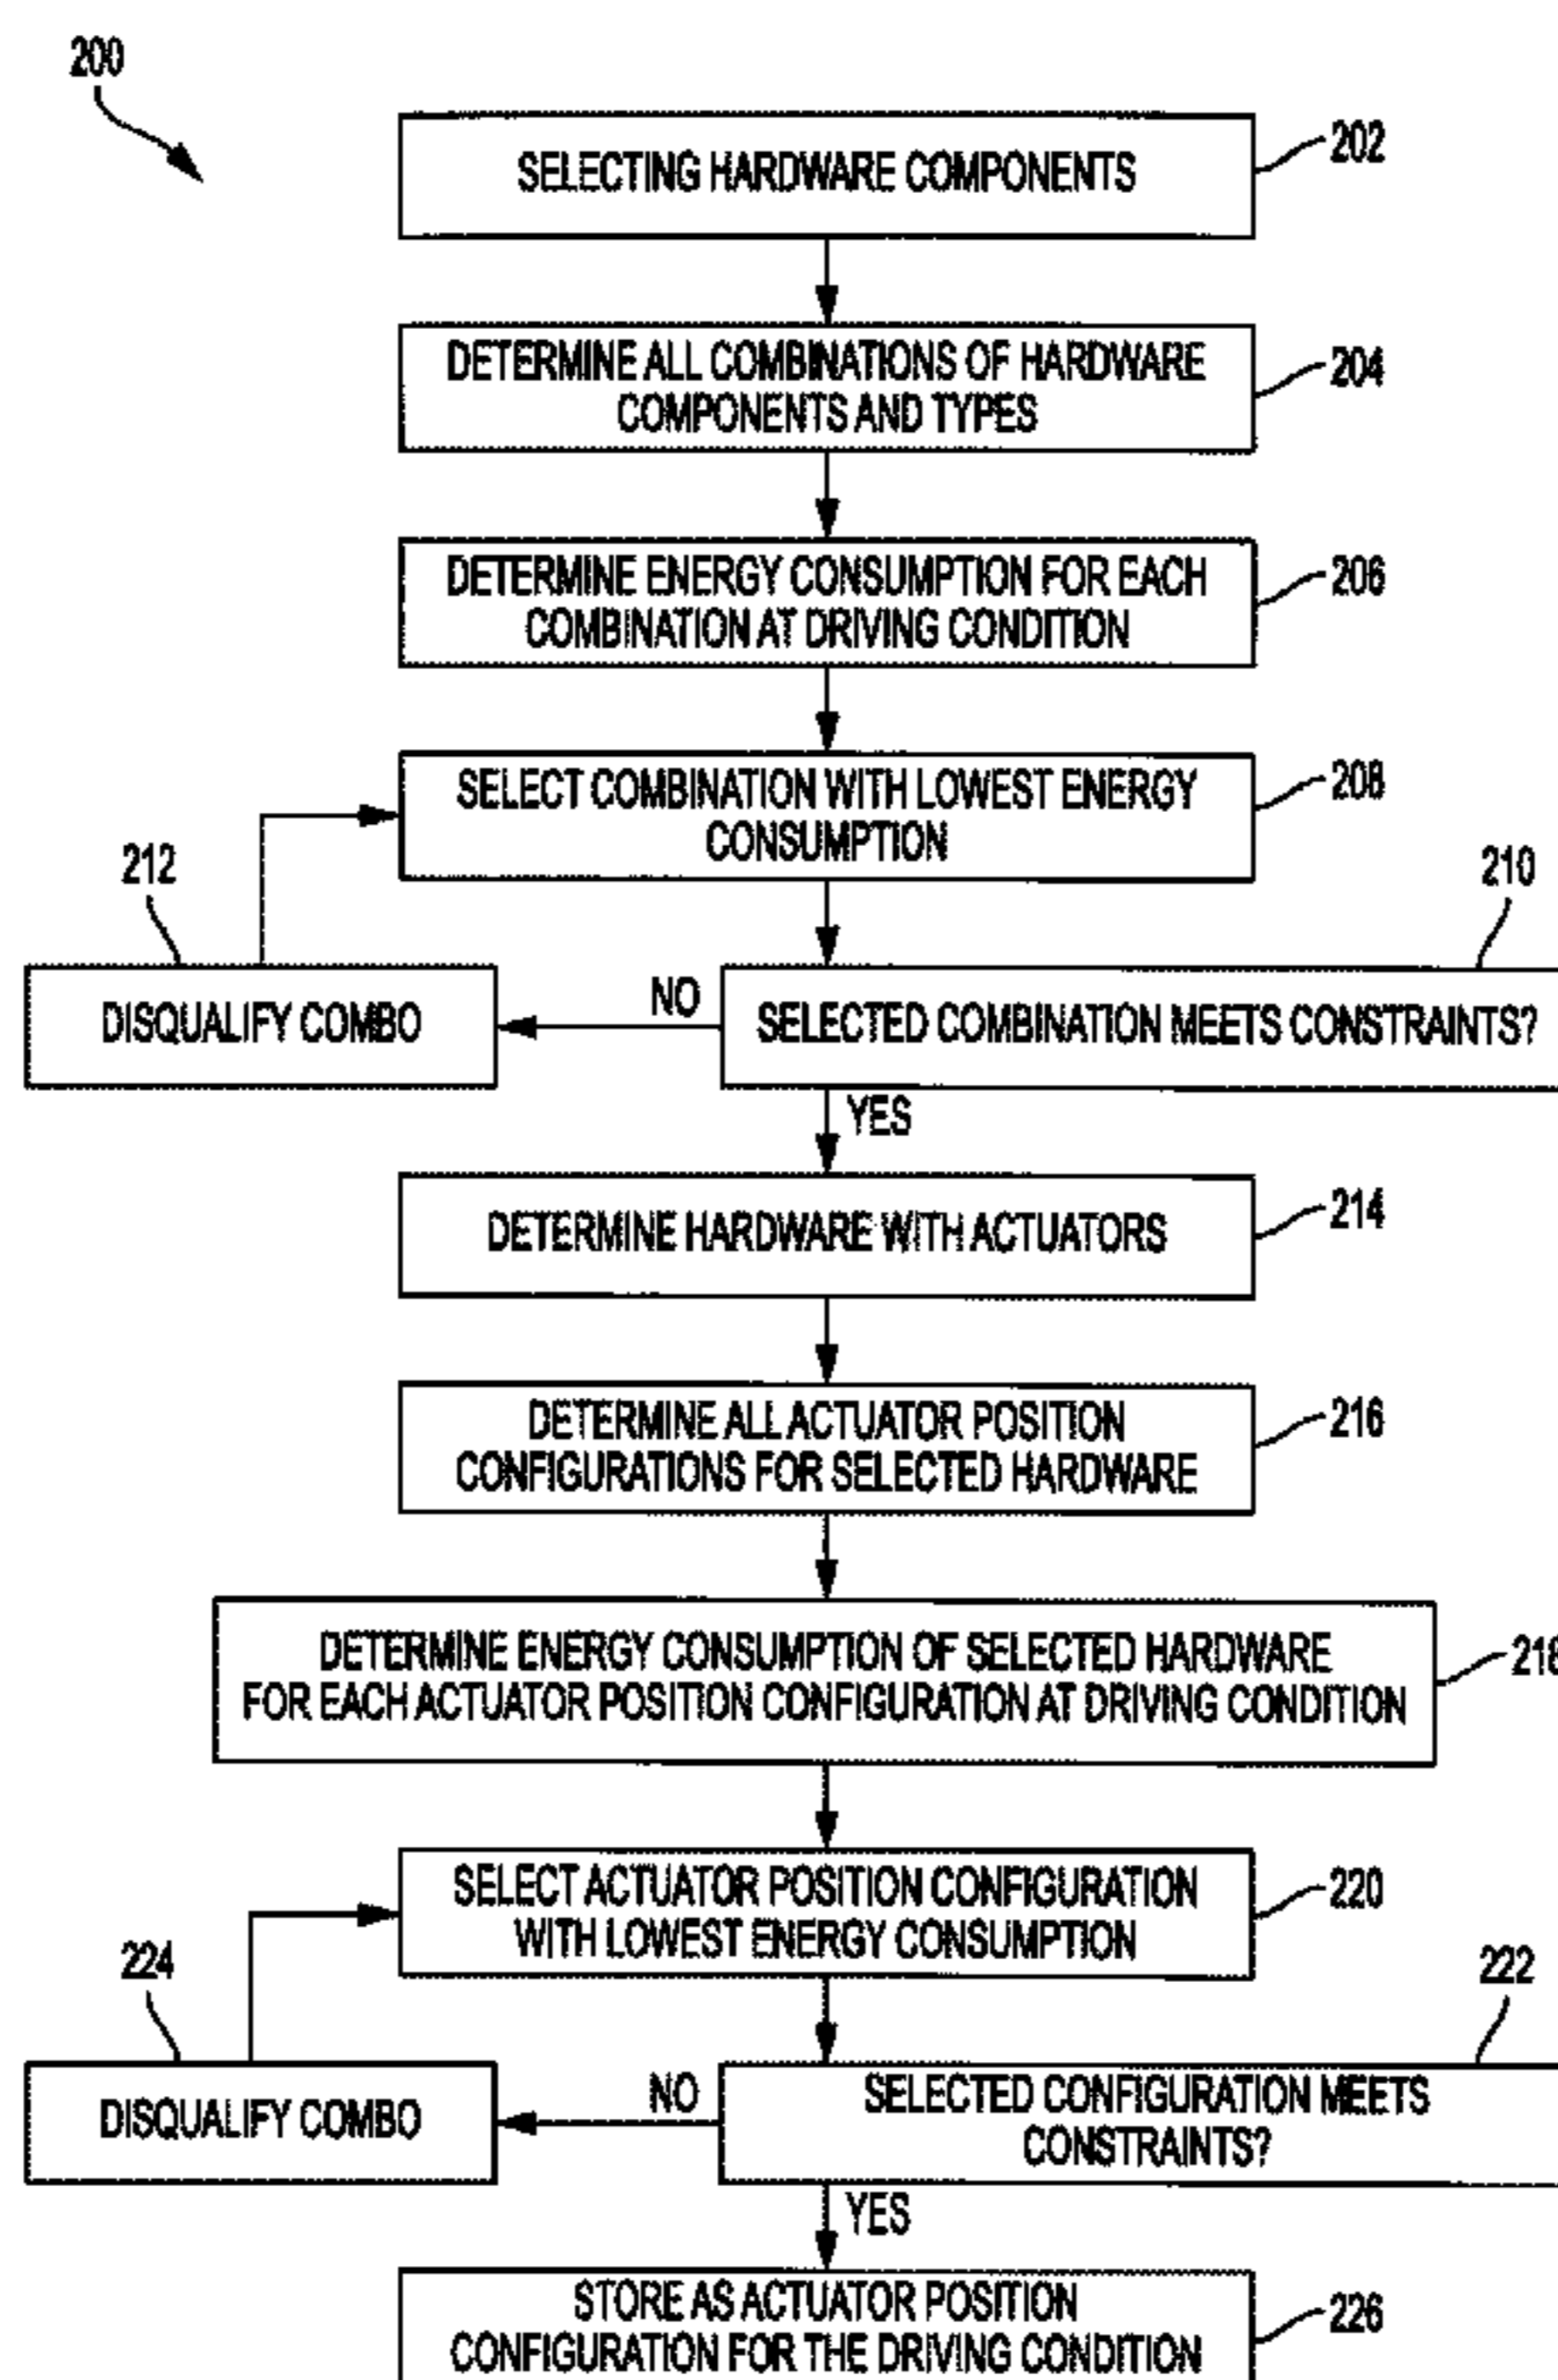 200
SELECTING HARDWARE COMPONENTS
202
DETERMINE ALL COMBINATIONS OF HARDWARE
COMPONENTS AND TYPES
204
DETERMINE ENERGY CONSUMPTION FOR EACH
COMBINATION AT DRIVING CONDITION
206
SELECT COMBINATION WITH LOWEST ENERGY
CONSUMPTION
208
212
210
DISQUALIFY COMBO
NO
SELECTED COMBINATION MEETS CONSTRAINTS?
YES
DETERMINE HARDWARE WITH ACTUATORS
214
DETERMINE ALL ACTUATOR POSITION
CONFIGURATIONS FOR SELECTED HARDWARE
216
DETERMINE ENERGY CONSUMPTION OF SELECTED HARDWARE
FOR EACH ACTUATOR POSITION CONFIGURATION AT DRIVING CONDITION
218
SELECT ACTUATOR POSITION CONFIGURATION
WITH LOWEST ENERGY CONSUMPTION
220
224
222
DISQUALIFY COMBO
NO
SELECTED CONFIGURATION MEETS
CONSTRAINTS?
YES
STORE AS ACTUATOR POSITION
CONFIGURATION FOR THE DRIVING CONDITION
226